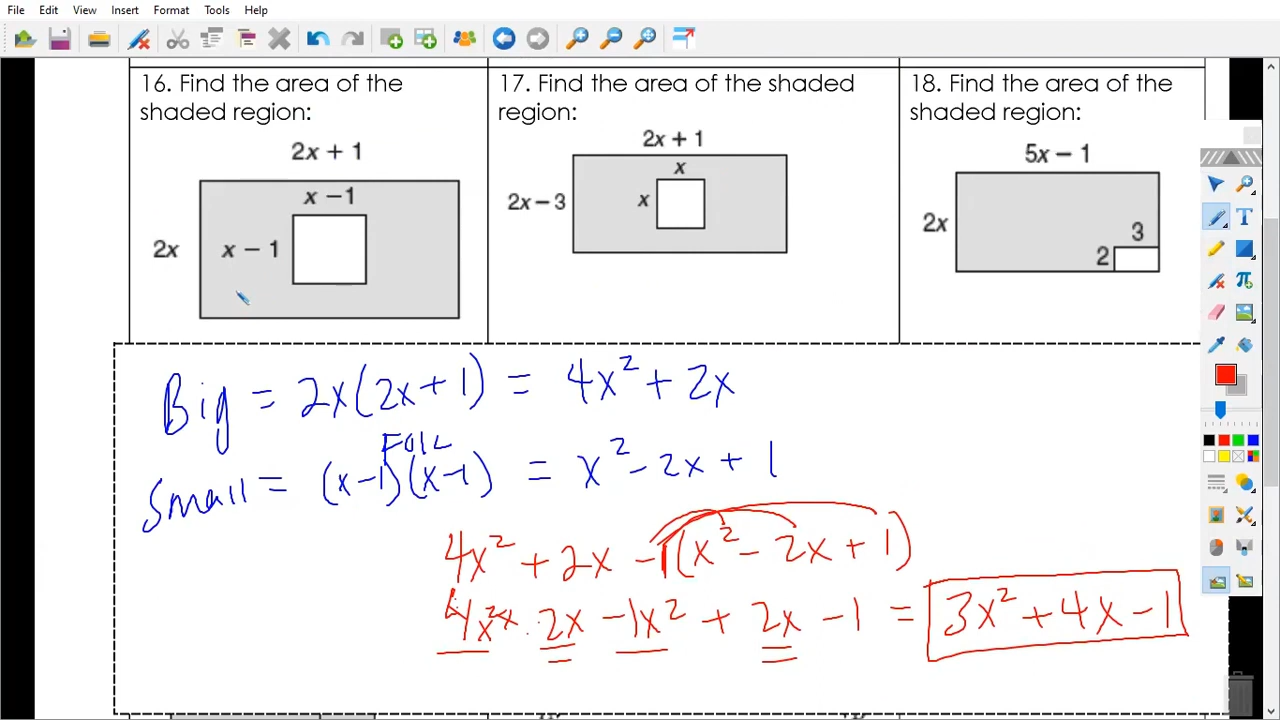 File Edit View Insert Format Tools Help
16. Find the area of the
shaded region:
2x + 1
x −1
2x
x − 1
17. Find the area of the shaded
region:
2x + 1
x
2x − 3
x
18. Find the area of the
shaded region:
5x − 1
2x
3
2
Big = 2x(2x+1) = 4x² + 2x
FOIL
Small = (x-1)(x-1) = x² - 2x + 1
4x² + 2x -1(x² - 2x + 1)
4x² + 2x -1x² + 2x - 1 = 3x² + 4x - 1